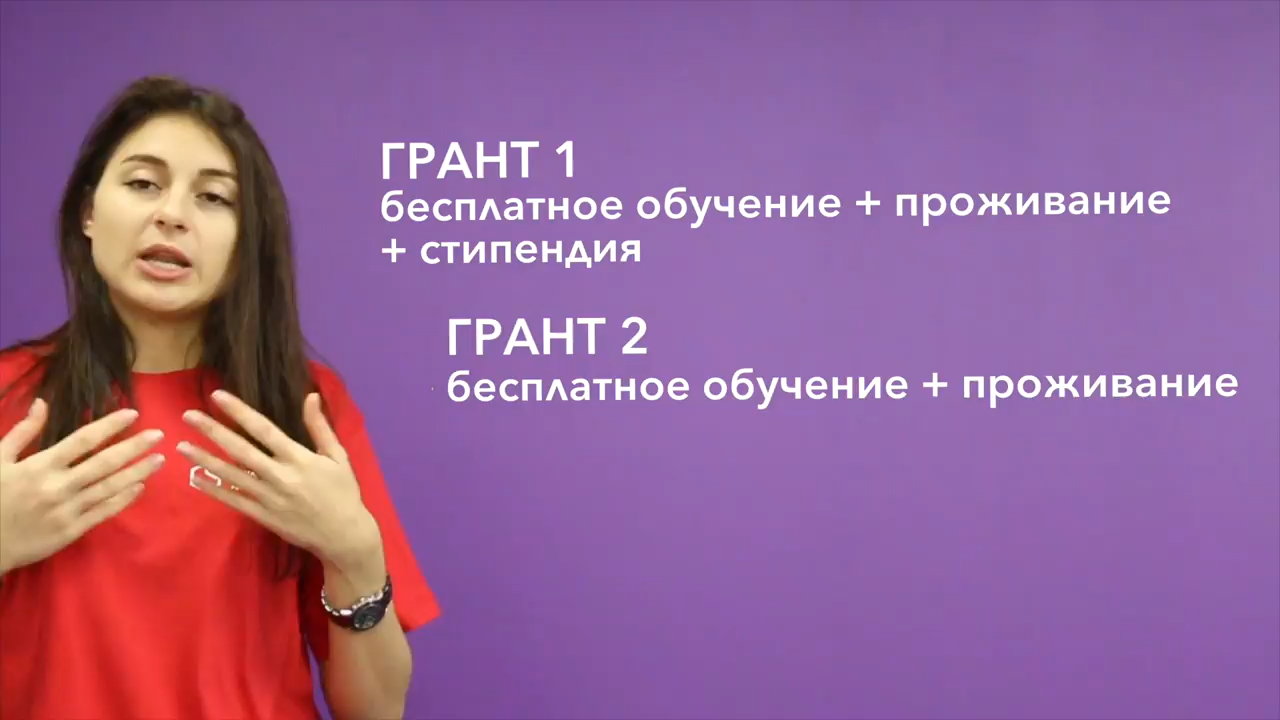 ГРАНТ 1
бесплатное обучение + проживание
+ стипендия
ГРАНТ 2
бесплатное обучение + проживание